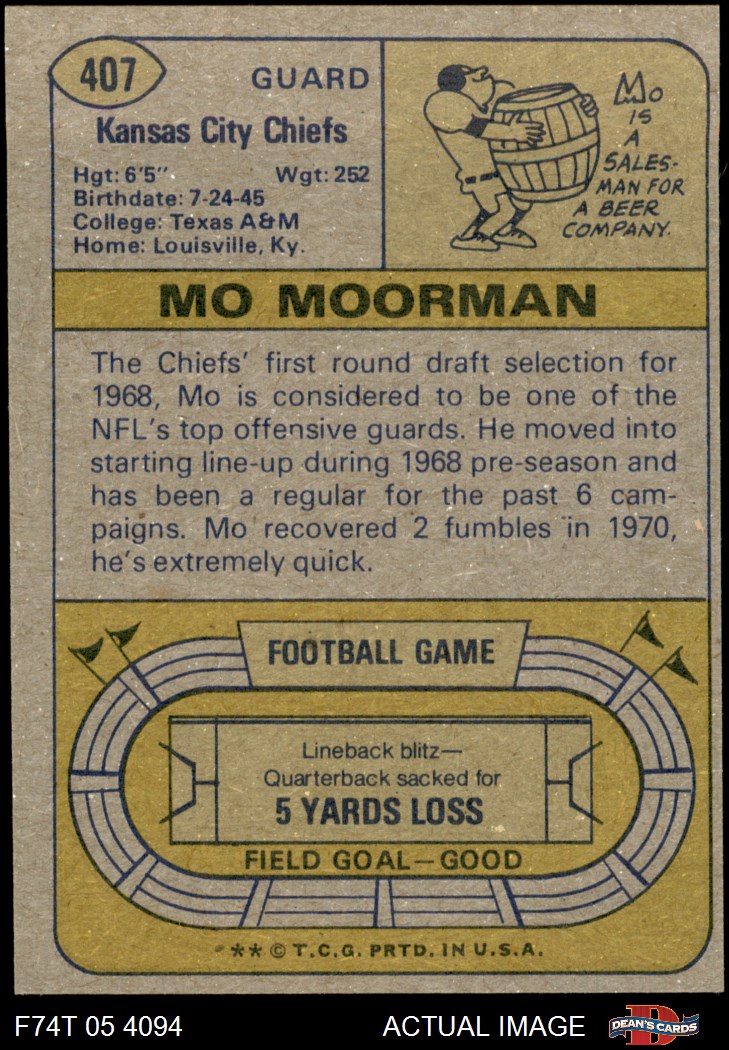 407
GUARD
Kansas City Chiefs
Hgt: 6'5" Wgt: 252
Birthdate: 7-24-45
College: Texas A&M
Home: Louisville, Ky.
Mo
IS
A
SALES-
MAN FOR
A BEER
COMPANY.
MO MOORMAN
The Chiefs' first round draft selection for
1968, Mo is considered to be one of the
NFL's top offensive guards. He moved into
starting line-up during 1968 pre-season and
has been a regular for the past 6 cam-
paigns. Mo recovered 2 fumbles in 1970,
he's extremely quick.
FOOTBALL GAME
Lineback blitz—
Quarterback sacked for
5 YARDS LOSS
FIELD GOAL—GOOD
** © T.C.G. PRTD. IN U.S.A.
F74T 05 4094 ACTUAL IMAGE
D
DEAN'S CARDS